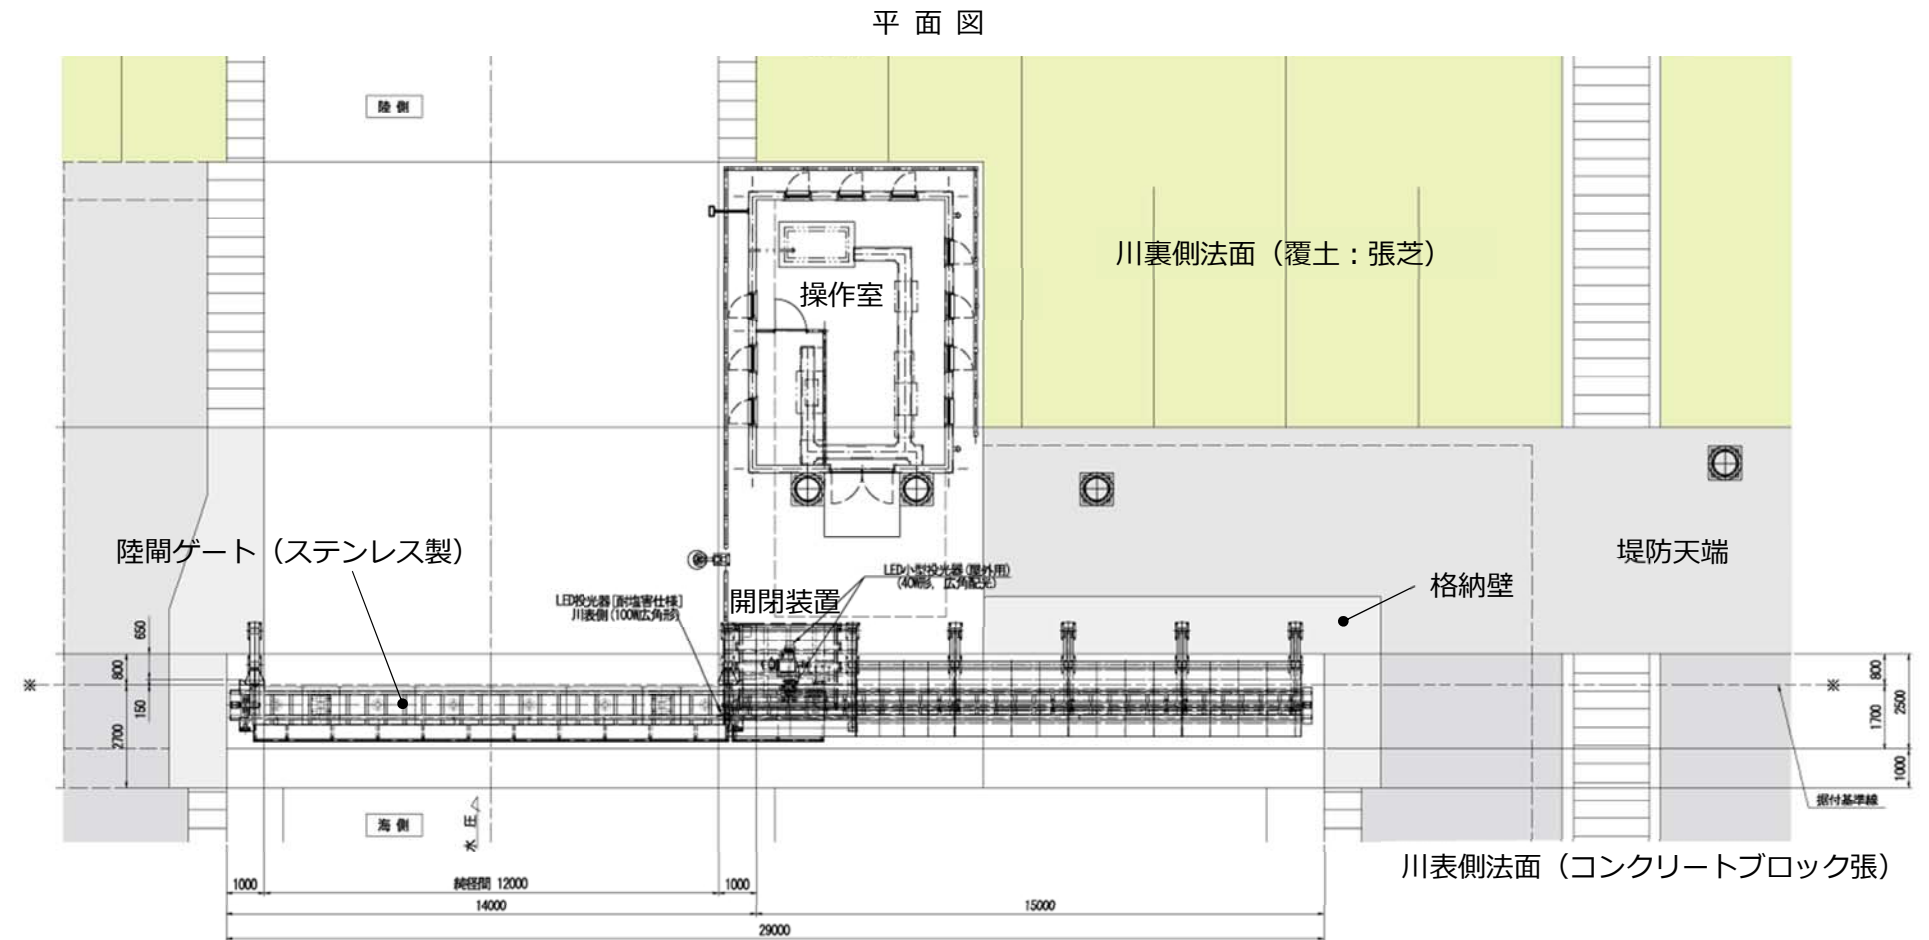 平 面 図
陸 側
川裏側法面（覆土：張芝）
操作室
陸閘ゲート（ステンレス製）
堤防天端
LED小型投光器(屋外用)
(40W形, 広角配光)
格納壁
開閉装置
LED投光器[耐塩害仕様]
川表側(100W広角形)
650
800
150
2700
※
※
800
1700
2500
1000
据付基準線
海 側
水 圧
川表側法面（コンクリートブロック張）
1000
純径間 12000
1000
14000
15000
29000